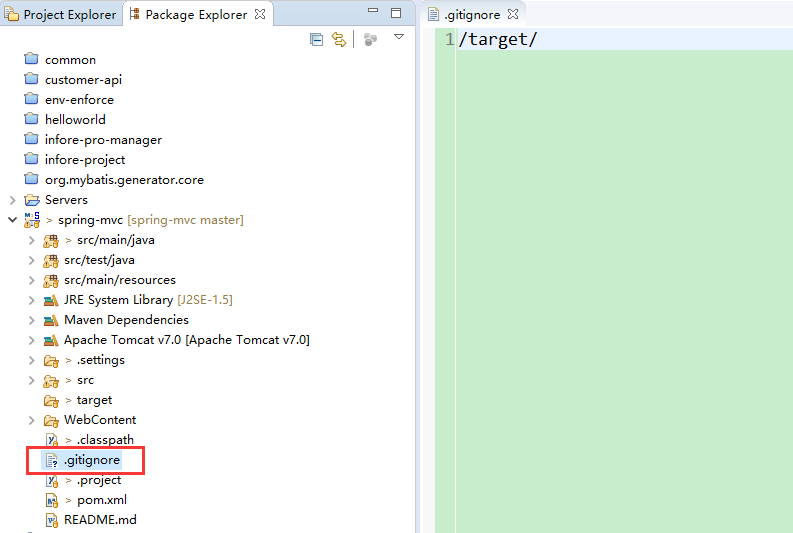 Project Explorer
Package Explorer
common
customer-api
env-enforce
helloworld
infore-pro-manager
infore-project
org.mybatis.generator.core
Servers
> spring-mvc [spring-mvc master]
> src/main/java
src/test/java
src/main/resources
JRE System Library [J2SE-1.5]
Maven Dependencies
Apache Tomcat v7.0 [Apache Tomcat v7.0]
> .settings
> src
> target
WebContent
> .classpath
.gitignore
> .project
> pom.xml
README.md
.gitignore
1 /target/